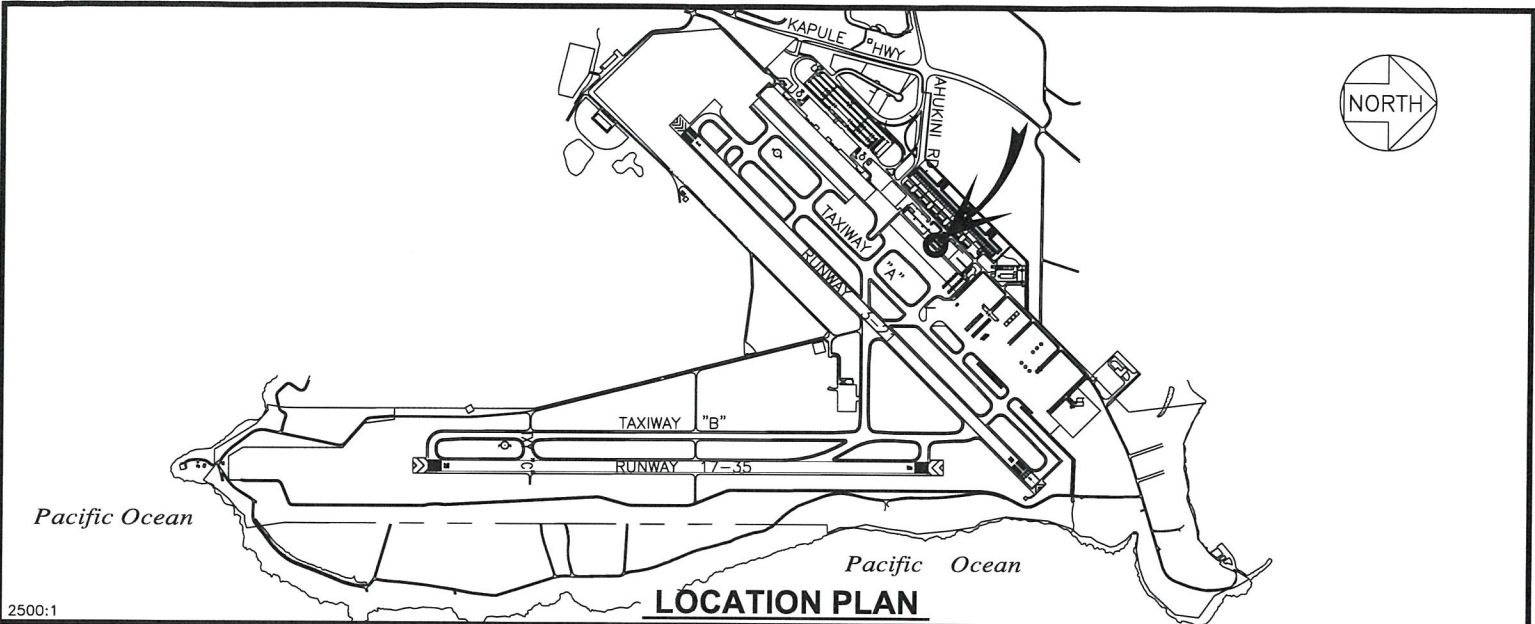 KAPULE HWY
AHUKINI RD
NORTH
TAXIWAY
"A"
RUNWAY
TAXIWAY "B"
"C"
RUNWAY 17-35
Pacific Ocean
Pacific Ocean
2500:1
LOCATION PLAN